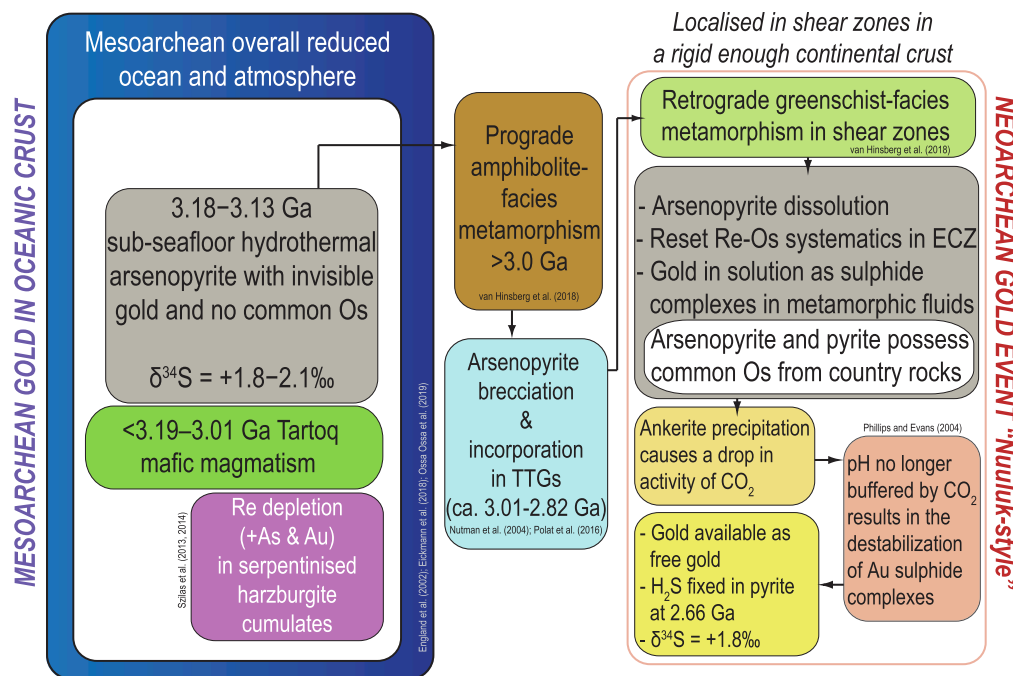 MESOARCHEAN GOLD IN OCEANIC CRUST
Mesoarchean overall reduced
ocean and atmosphere
3.18−3.13 Ga
sub-seafloor hydrothermal
arsenopyrite with invisible
gold and no common Os
δ³⁴S = +1.8−2.1‰
<3.19–3.01 Ga Tartoq
mafic magmatism
Szilas et al. (2013, 2014)
Re depletion
(+As & Au)
in serpentinised
harzburgite
cumulates
England et al. (2002); Eickmann et al. (2018); Ossa Ossa et al. (2019)
Prograde
amphibolite-
facies
metamorphism
>3.0 Ga
van Hinsberg et al. (2018)
Arsenopyrite
brecciation
&
incorporation
in TTGs
(ca. 3.01-2.82 Ga)
Nutman et al. (2004); Polat et al. (2016)
Localised in shear zones in
a rigid enough continental crust
Retrograde greenschist-facies
metamorphism in shear zones
van Hinsberg et al. (2018)
- Arsenopyrite dissolution
- Reset Re-Os systematics in ECZ
- Gold in solution as sulphide
complexes in metamorphic fluids
Arsenopyrite and pyrite possess
common Os from country rocks
Ankerite precipitation
causes a drop in
activity of CO₂
Phillips and Evans (2004)
pH no longer
buffered by CO₂
results in the
destabilization
of Au sulphide
complexes
- Gold available as
free gold
- H₂S fixed in pyrite
at 2.66 Ga
- δ³⁴S = +1.8‰
NEOARCHEAN GOLD EVENT "Nuuluk-style"